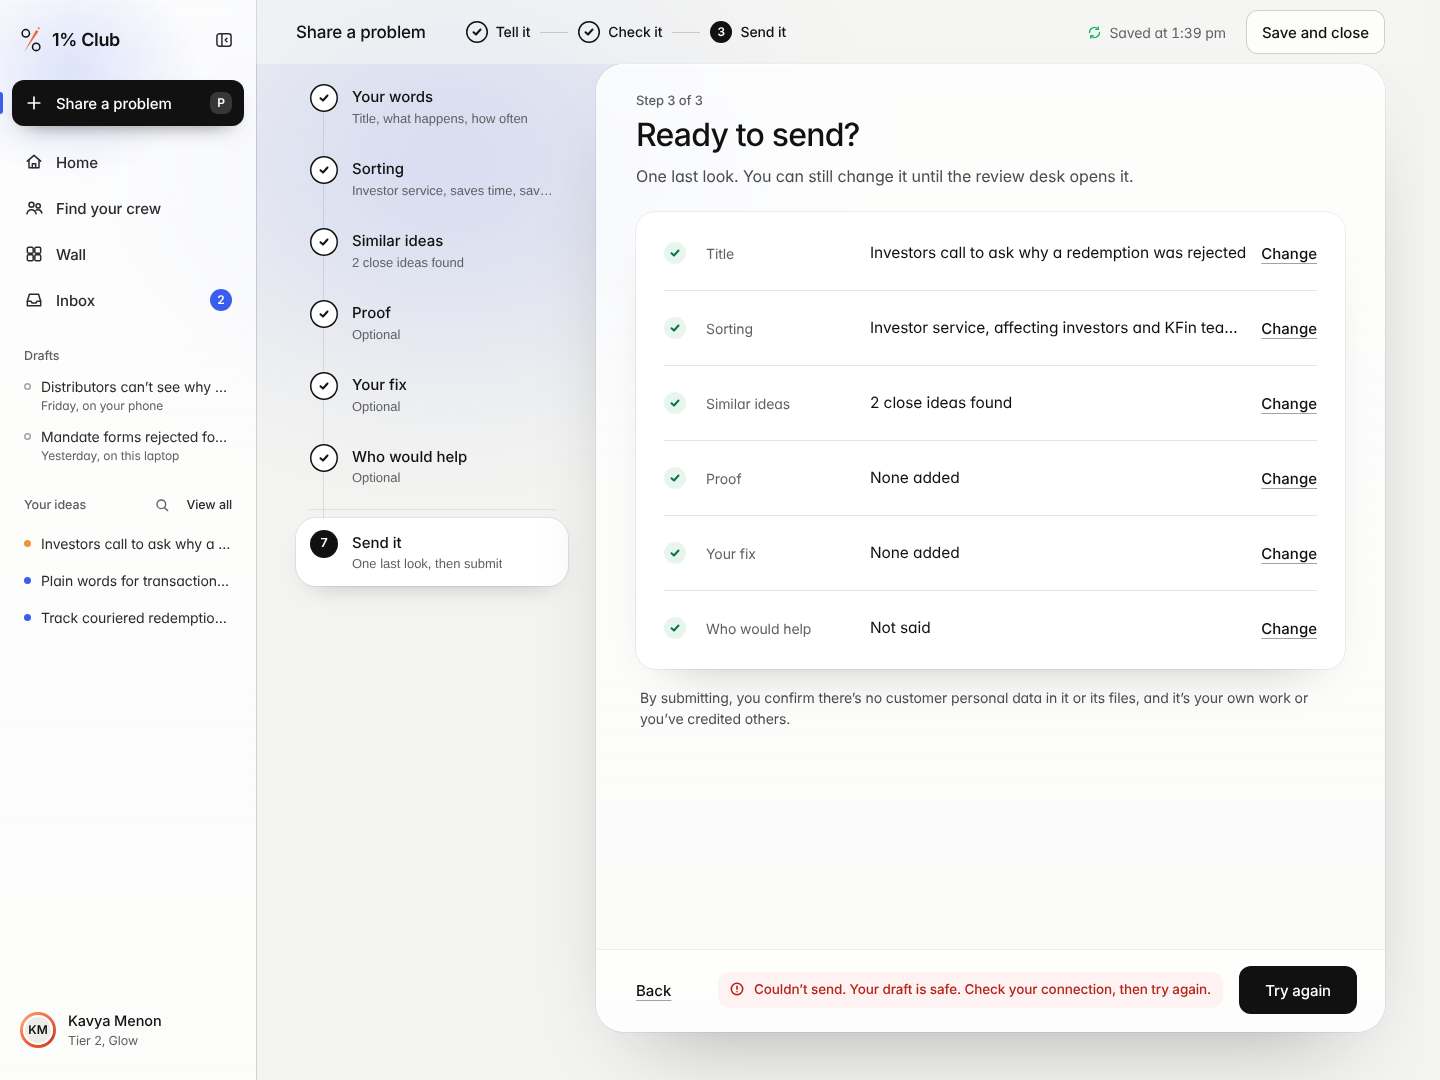 1% Club
Share a problem P
Home
Find your crew
Wall
Inbox 2
Drafts
Distributors can’t see why ...
Friday, on your phone
Mandate forms rejected fo...
Yesterday, on this laptop
Your ideas View all
Investors call to ask why a ...
Plain words for transaction...
Track couriered redemptio...
KM
Kavya Menon
Tier 2, Glow
Share a problem Tell it Check it 3 Send it
Saved at 1:39 pm Save and close
Your words
Title, what happens, how often
Sorting
Investor service, saves time, sav...
Similar ideas
2 close ideas found
Proof
Optional
Your fix
Optional
Who would help
Optional
7 Send it
One last look, then submit
Step 3 of 3
Ready to send?
One last look. You can still change it until the review desk opens it.
Title Investors call to ask why a redemption was rejected Change
Sorting Investor service, affecting investors and KFin tea... Change
Similar ideas 2 close ideas found Change
Proof None added Change
Your fix None added Change
Who would help Not said Change
By submitting, you confirm there’s no customer personal data in it or its files, and it’s your own work or
you’ve credited others.
Back Couldn’t send. Your draft is safe. Check your connection, then try again. Try again